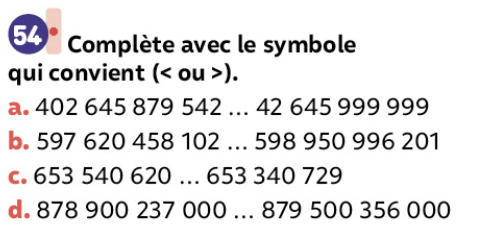 54 Complète avec le symbole
qui convient (< ou >).
a. 402 645 879 542 ... 42 645 999 999
b. 597 620 458 102 ... 598 950 996 201
c. 653 540 620 ... 653 340 729
d. 878 900 237 000 ... 879 500 356 000